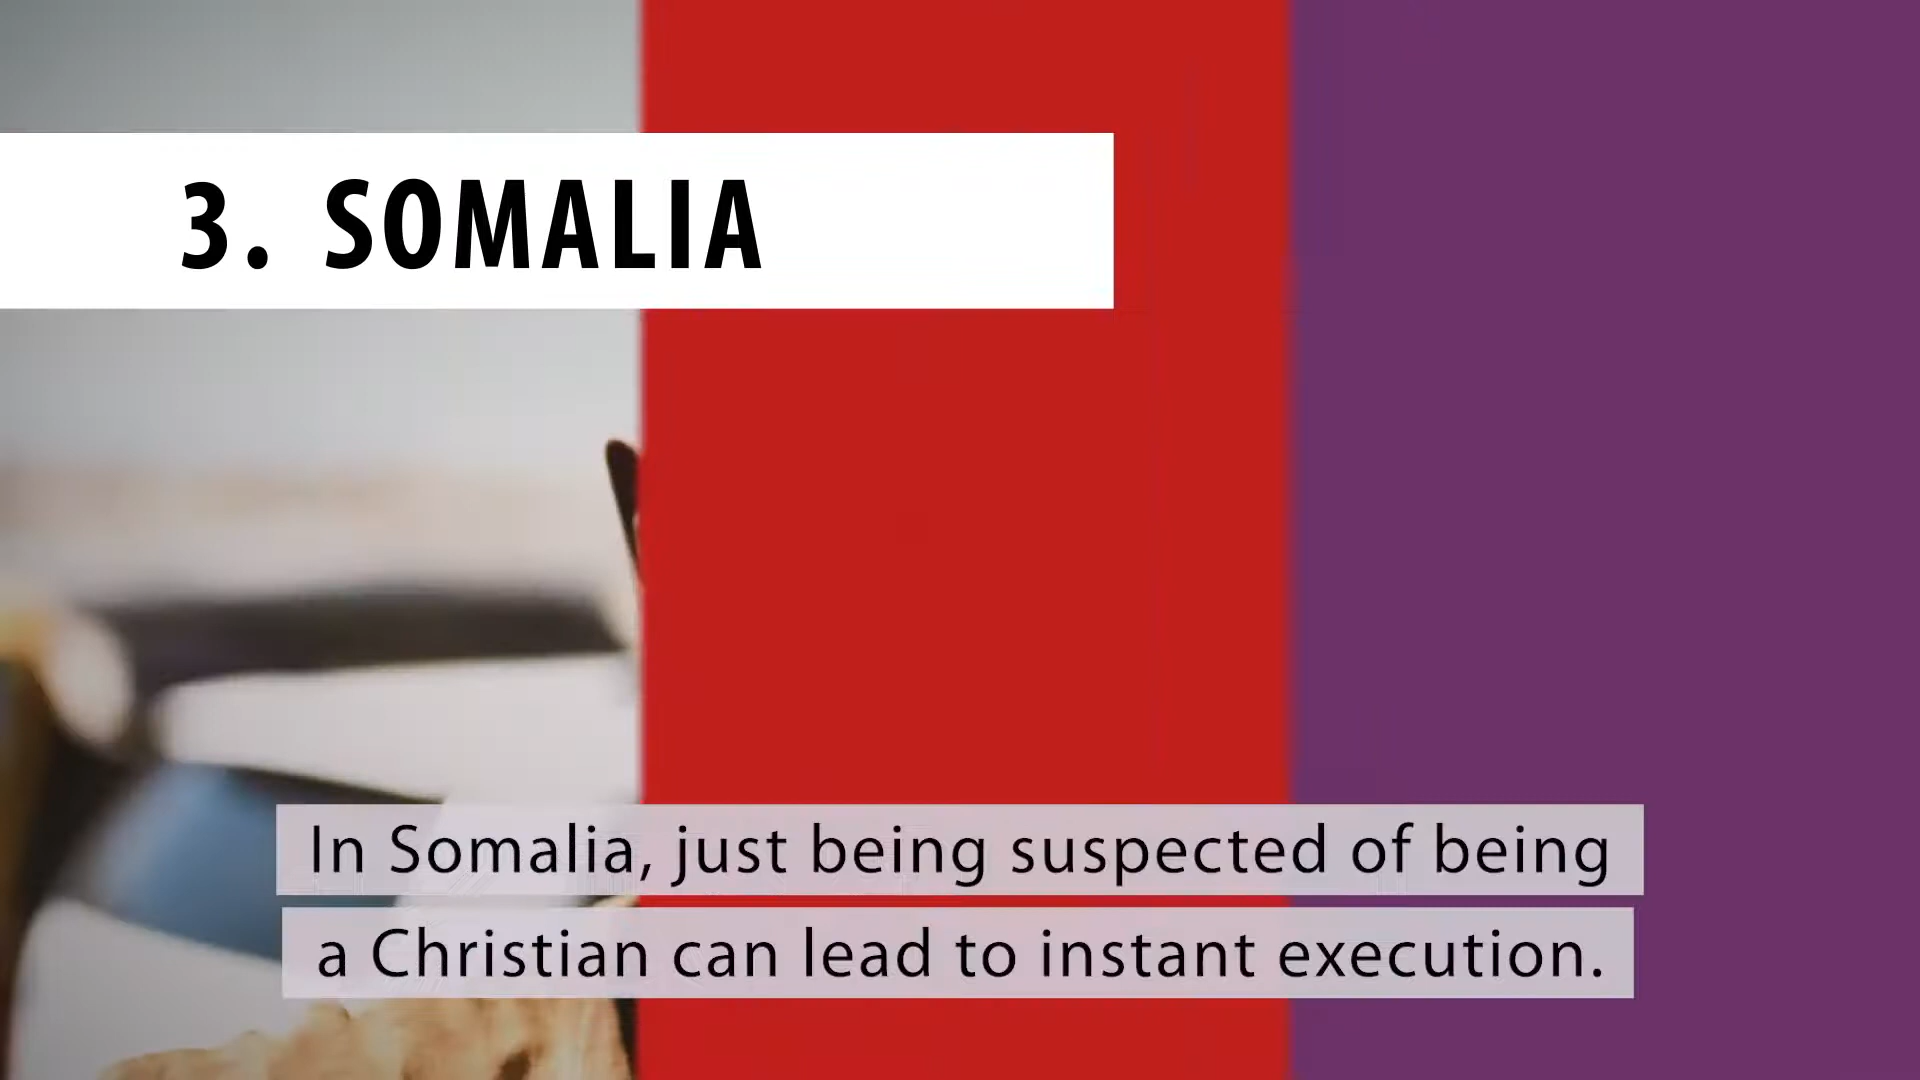 3. SOMALIA
In Somalia, just being suspected of being
a Christian can lead to instant execution.